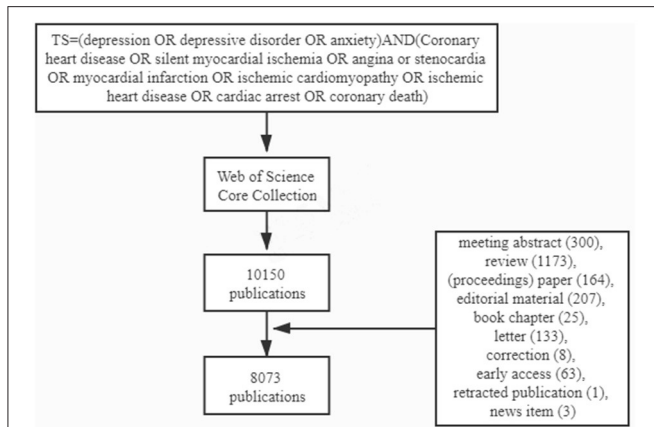 TS=(depression OR depressive disorder OR anxiety)AND(Coronary
heart disease OR silent myocardial ischemia OR angina or stenocardia
OR myocardial infarction OR ischemic cardiomyopathy OR ischemic
heart disease OR cardiac arrest OR coronary death)
Web of Science
Core Collection
10150
publications
meeting abstract (300),
review (1173),
(proceedings) paper (164),
editorial material (207),
book chapter (25),
letter (133),
correction (8),
early access (63),
retracted publication (1),
news item (3)
8073
publications